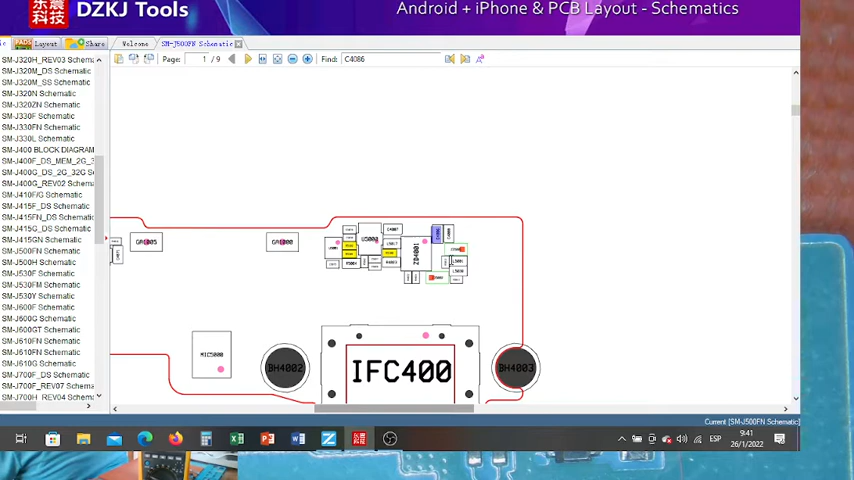 东震科技 DZKJ Tools
Android + iPhone & PCB Layout - Schematics
PADS Layout Share Welcome SM-J500FN Schematic
Page: 1 / 9 Find: C4086
SM-J320H_REV03 Schema
SM-J320M_DS Schematic
SM-J320M_SS Schematic
SM-J320N Schematic
SM-J320ZN Schematic
SM-J330F Schematic
SM-J330FN Schematic
SM-J330L Schematic
SM-J400 BLOCK DIAGRAM
SM-J400F_DS_MEM_2G_3
SM-J400G_DS_2G_32G S
SM-J400G_REV02 Schema
SM-J410F/G Schematic
SM-J415F_DS Schematic
SM-J415FN_DS Schematic
SM-J415G_DS Schematic
SM-J415GN Schematic
SM-J500FN Schematic
SM-J500H Schematic
SM-J530F Schematic
SM-J530FM Schematic
SM-J530Y Schematic
SM-J600F Schematic
SM-J600G Schematic
SM-J600GT Schematic
SM-J610FN Schematic
SM-J610FN Schematic
SM-J610G Schematic
SM-J700F_DS Schematic
SM-J700F_REV07 Schema
SM-J700H_REV04 Schema
U5000
ZD4001
MIC5000
BH4002
IFC400
BH4003
Current [SM-J500FN Schematic]
ESP
9:41
26/1/2022